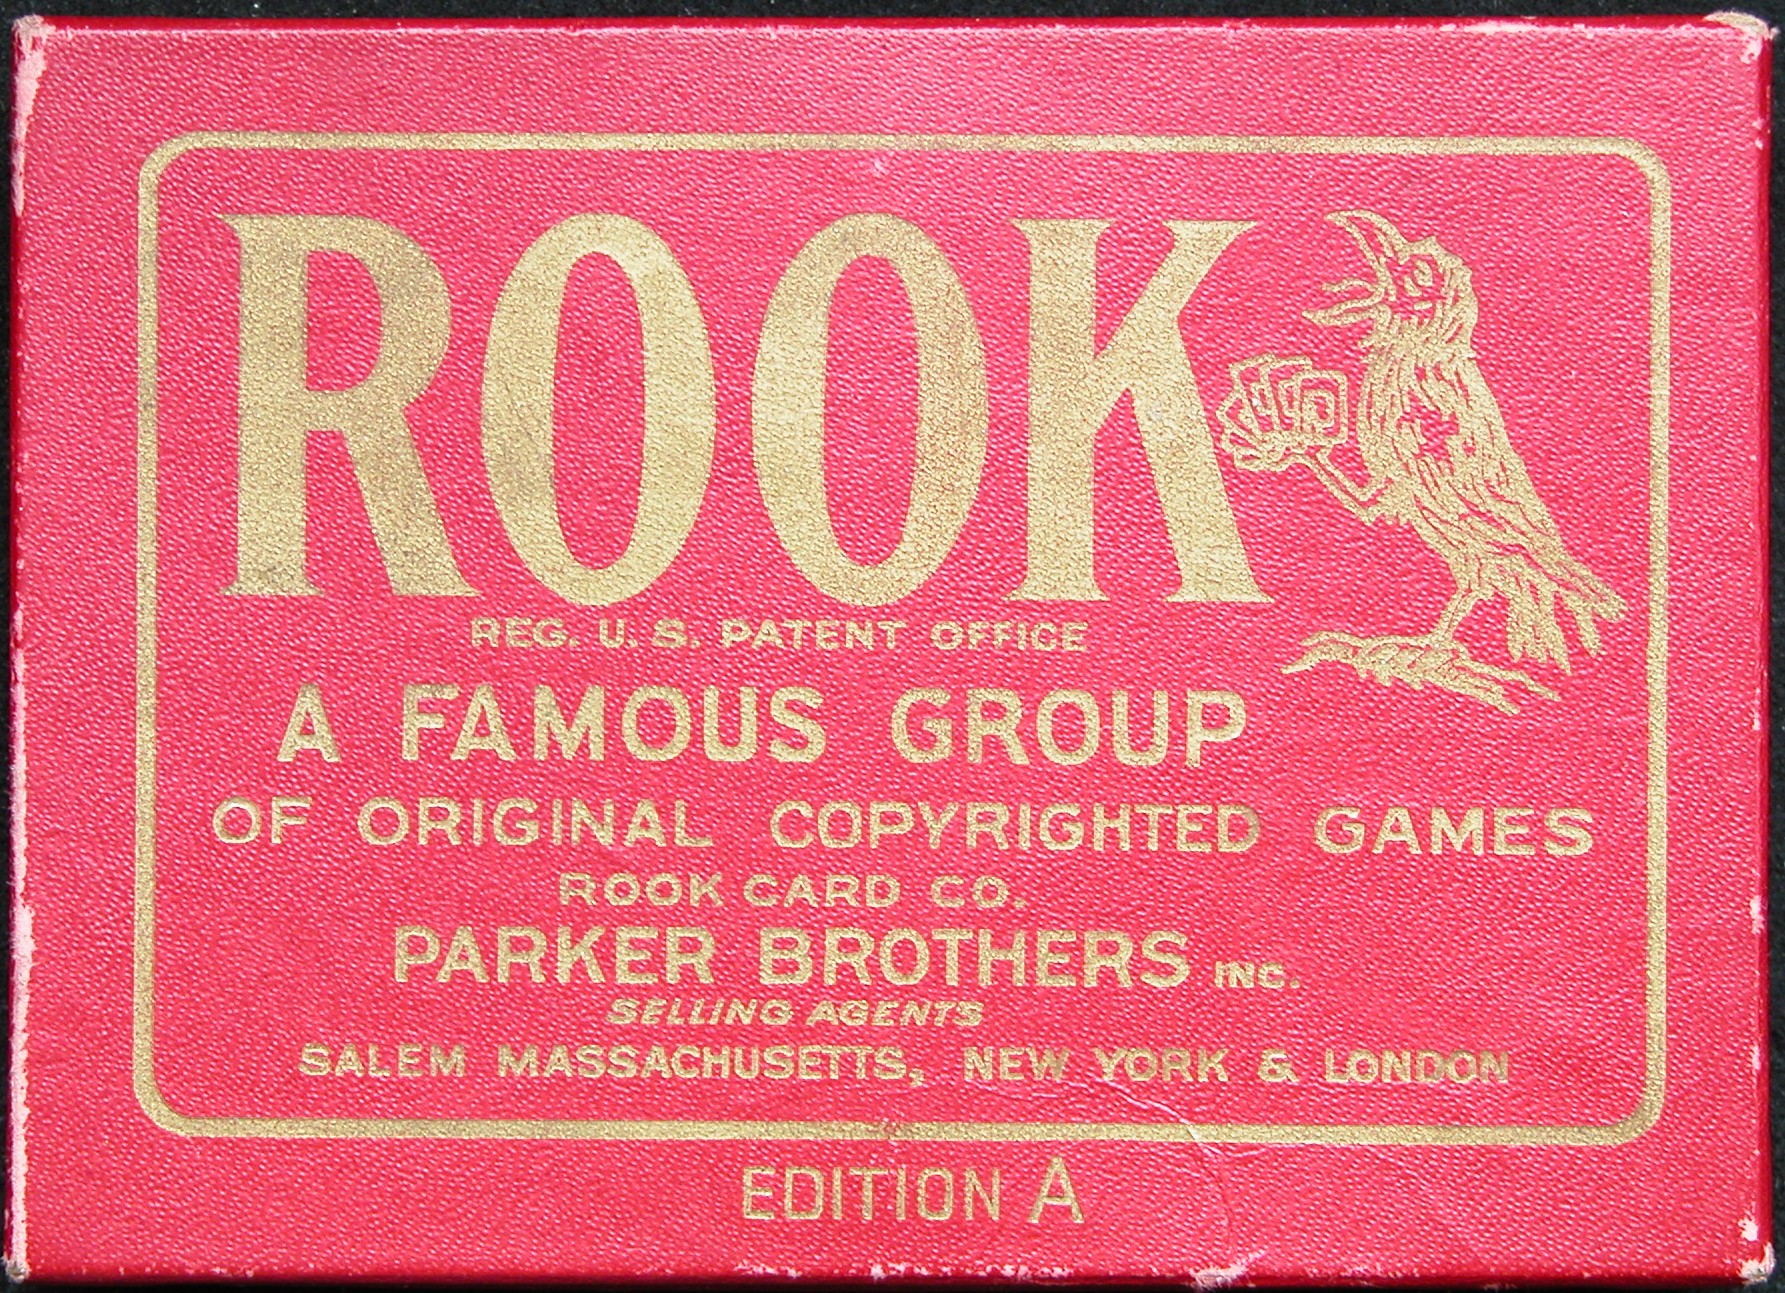 ROOK
REG. U. S. PATENT OFFICE
A FAMOUS GROUP
OF ORIGINAL COPYRIGHTED GAMES
ROOK CARD CO.
PARKER BROTHERS INC.
SELLING AGENTS
SALEM MASSACHUSETTS, NEW YORK & LONDON
EDITION A